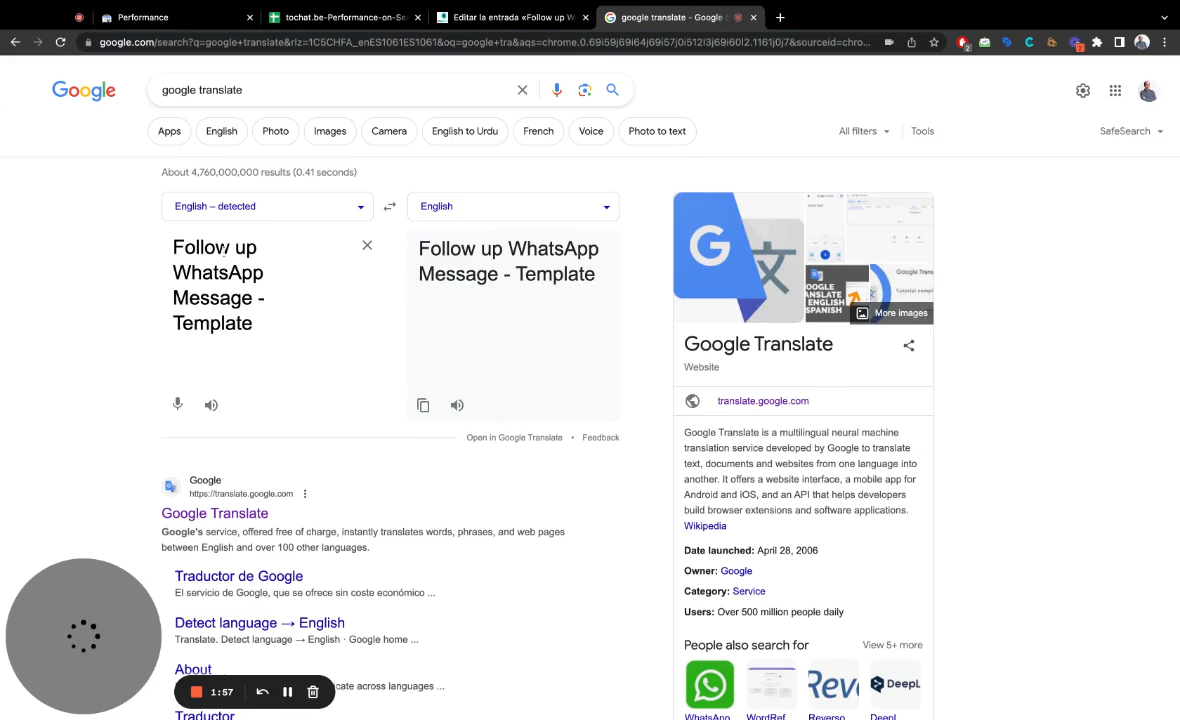 Performance
tochat.be-Performance-on-Se
Editar la entrada «Follow up W
google translate - Google S
google.com/search?q=google+translate&rlz=1C5CHFA_enES1061ES1061&oq=google+tra&aqs=chrome.0.69i59j69i64j69i57j0i512l3j69i60l2.1161j0j7&sourceid=chro...
Google
google translate
Apps
English
Photo
Images
Camera
English to Urdu
French
Voice
Photo to text
All filters
Tools
SafeSearch
About 4,760,000,000 results (0.41 seconds)
English – detected
English
Follow up
WhatsApp
Message -
Template
Follow up WhatsApp
Message - Template
Open in Google Translate • Feedback
Google
https://translate.google.com
Google Translate
Google's service, offered free of charge, instantly translates words, phrases, and web pages
between English and over 100 other languages.
Traductor de Google
El servicio de Google, que se ofrece sin coste económico ...
Detect language → English
Translate. Detect language → English · Google home ...
About
cate across languages ...
Traductor
1:57
GOOGLE
TRANSLATE
ENGLISH
SPANISH
More images
Google Translate
Website
translate.google.com
Google Translate is a multilingual neural machine
translation service developed by Google to translate
text, documents and websites from one language into
another. It offers a website interface, a mobile app for
Android and iOS, and an API that helps developers
build browser extensions and software applications.
Wikipedia
Date launched: April 28, 2006
Owner: Google
Category: Service
Users: Over 500 million people daily
People also search for
View 5+ more
Reve
DeepL
WhatsApp
WordRef
Reverso
DeepL